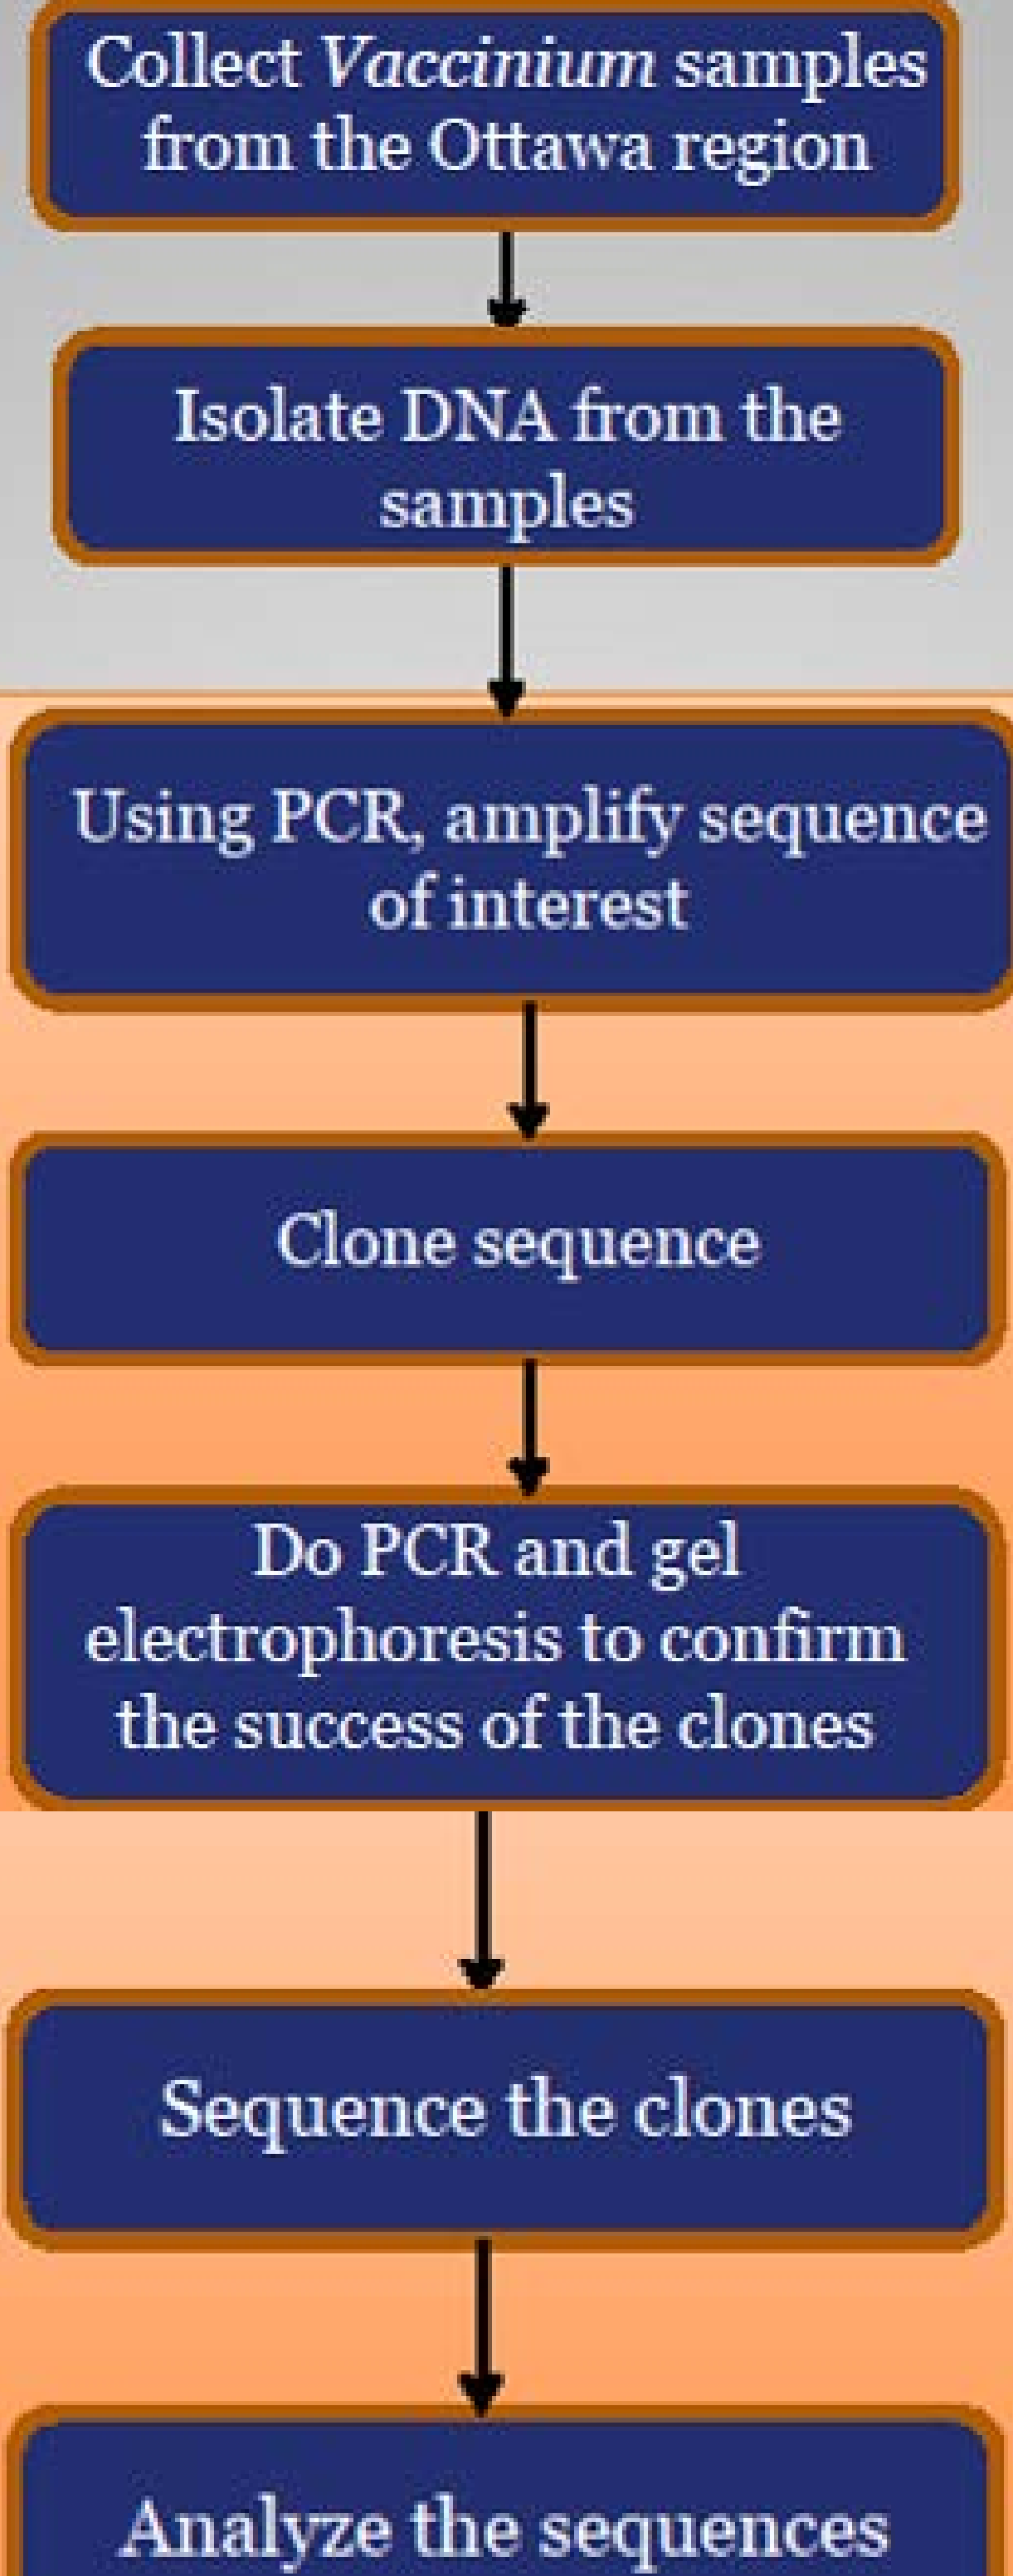 Collect Vaccinium samples
from the Ottawa region
Isolate DNA from the
samples
Using PCR, amplify sequence
of interest
Clone sequence
Do PCR and gel
electrophoresis to confirm
the success of the clones
Sequence the clones
Analyze the sequences